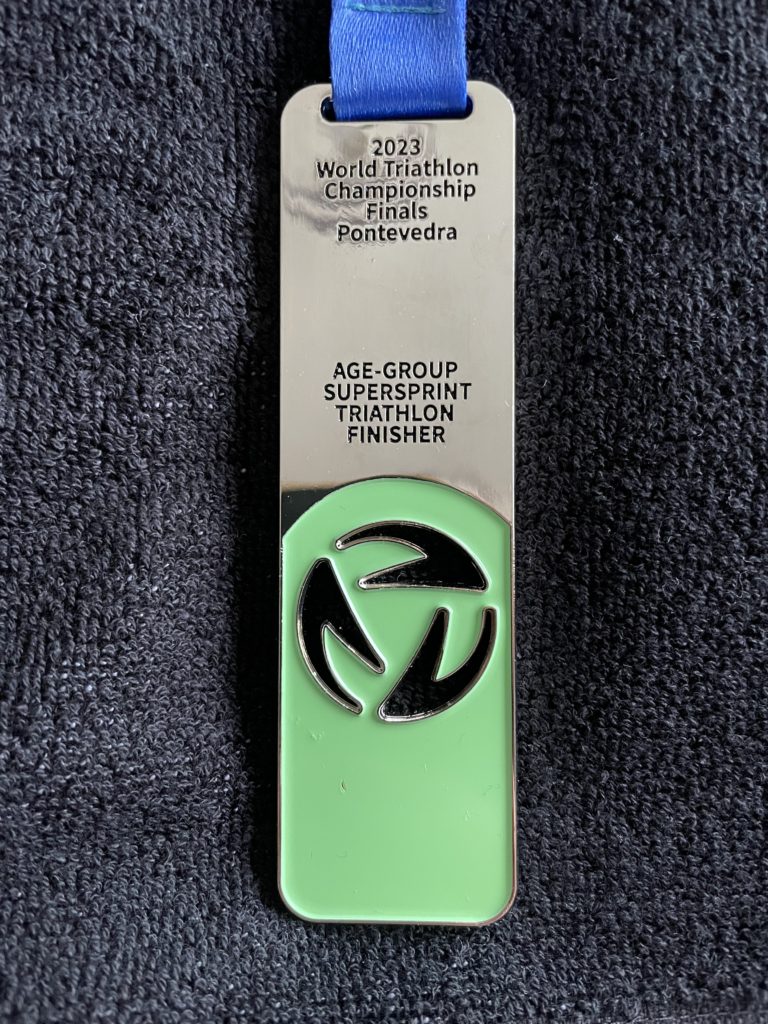 2023
World Triathlon
Championship
Finals
Pontevedra
AGE-GROUP
SUPERSPRINT
TRIATHLON
FINISHER